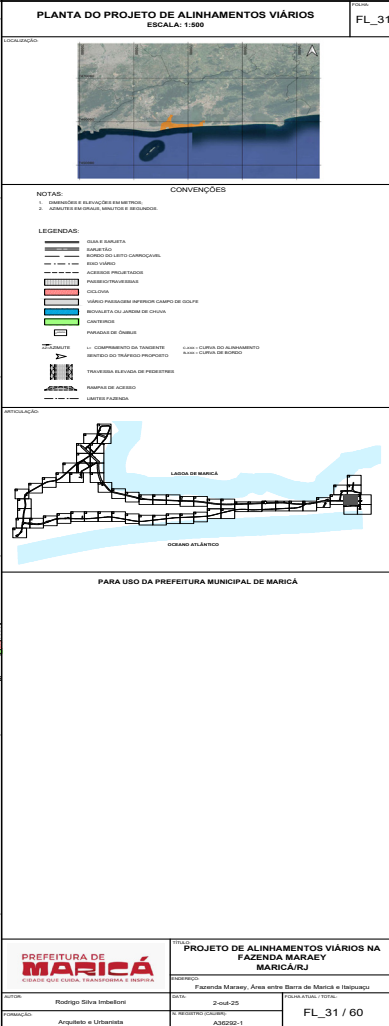 PLANTA DO PROJETO DE ALINHAMENTOS VIÁRIOS
ESCALA: 1:500
FOLHA:
FL_31
LOCALIZAÇÃO:
CONVENÇÕES
NOTAS:
1. DIMENSÕES E ELEVAÇÕES EM METROS;
2. AZIMUTES EM GRAUS, MINUTOS E SEGUNDOS.
LEGENDAS:
GUIA E SARJETA
SARJETÃO
BORDO DO LEITO CARROÇÁVEL
EIXO VIÁRIO
ACESSOS PROJETADOS
PASSEIO/TRAVESSIAS
CICLOVIA
VIÁRIO PASSAGEM INFERIOR CAMPO DE GOLFE
BIOVALETA OU JARDIM DE CHUVA
CANTEIROS
PARADAS DE ÔNIBUS
AZ=AZIMUTE L= COMPRIMENTO DA TANGENTE = CURVA DO ALINHAMENTO
= CURVA DE BORDO
SENTIDO DO TRÁFEGO PROPOSTO
TRAVESSIA ELEVADA DE PEDESTRES
RAMPAS DE ACESSO
LIMITES FAZENDA
ARTICULAÇÃO:
LAGOA DE MARICÁ
OCEANO ATLÂNTICO
PARA USO DA PREFEITURA MUNICIPAL DE MARICÁ
PREFEITURA DE
MARICÁ
CIDADE QUE CUIDA, TRANSFORMA E INSPIRA
TÍTULO:
PROJETO DE ALINHAMENTOS VIÁRIOS NA
FAZENDA MARAEY
MARICÁ/RJ
ENDEREÇO:
Fazenda Maraey, Área entre Barra de Maricá e Itaipuaçu
AUTOR:
Rodrigo Silva Imbelloni
DATA:
2-out-25
FOLHA ATUAL / TOTAL:
FL_31 / 60
FORMAÇÃO:
Arquiteto e Urbanista
N. REGISTRO (CAU/BR):
A36292-1